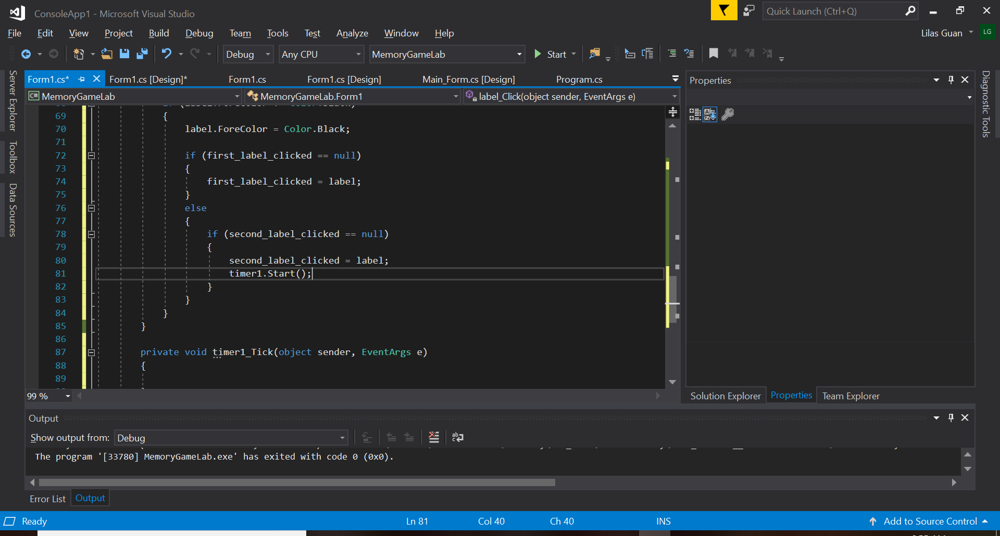 ConsoleApp1 - Microsoft Visual Studio
Quick Launch (Ctrl+Q)
File Edit View Project Build Debug Team Tools Test Analyze Window Help
Lilas Guan LG
Debug Any CPU MemoryGameLab Start
Server Explorer
Toolbox
Data Sources
Form1.cs* Form1.cs [Design]* Form1.cs Form1.cs [Design] Main_Form.cs [Design] Program.cs
C# MemoryGameLab MemoryGameLab.Form1 label_Click(object sender, EventArgs e)
69 {
70 label.ForeColor = Color.Black;
71
72 if (first_label_clicked == null)
73 {
74 first_label_clicked = label;
75 }
76 else
77 {
78 if (second_label_clicked == null)
79 {
80 second_label_clicked = label;
81 timer1.Start();
82 }
83 }
84 }
85 }
86
87 private void timer1_Tick(object sender, EventArgs e)
88 {
89
99 %
Properties
Diagnostic Tools
Solution Explorer Properties Team Explorer
Output
Show output from: Debug
The program '[33780] MemoryGameLab.exe' has exited with code 0 (0x0).
Error List Output
Ready Ln 81 Col 40 Ch 40 INS Add to Source Control